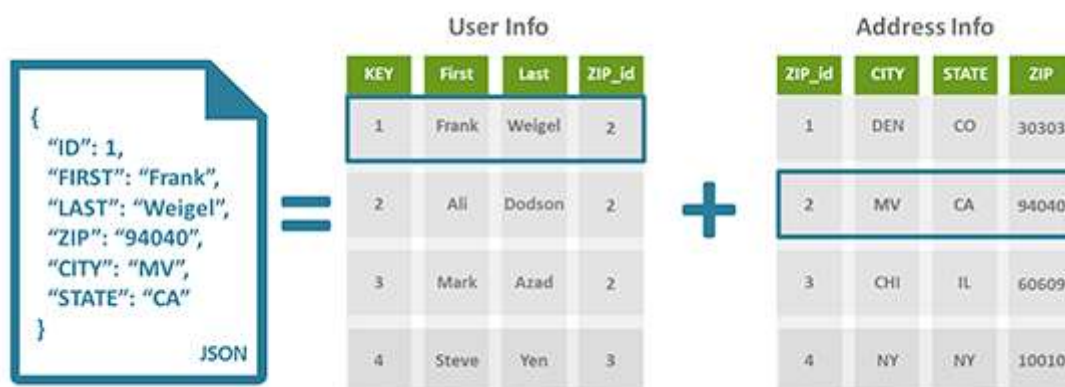 {
"ID": 1,
"FIRST": "Frank",
"LAST": "Weigel",
"ZIP": "94040",
"CITY": "MV",
"STATE": "CA"
}
JSON
=
User Info
KEY First Last ZIP_id
1 Frank Weigel 2
2 Ali Dodson 2
3 Mark Azad 2
4 Steve Yen 3
+
Address Info
ZIP_id CITY STATE ZIP
1 DEN CO 30303
2 MV CA 94040
3 CHI IL 60609
4 NY NY 10010